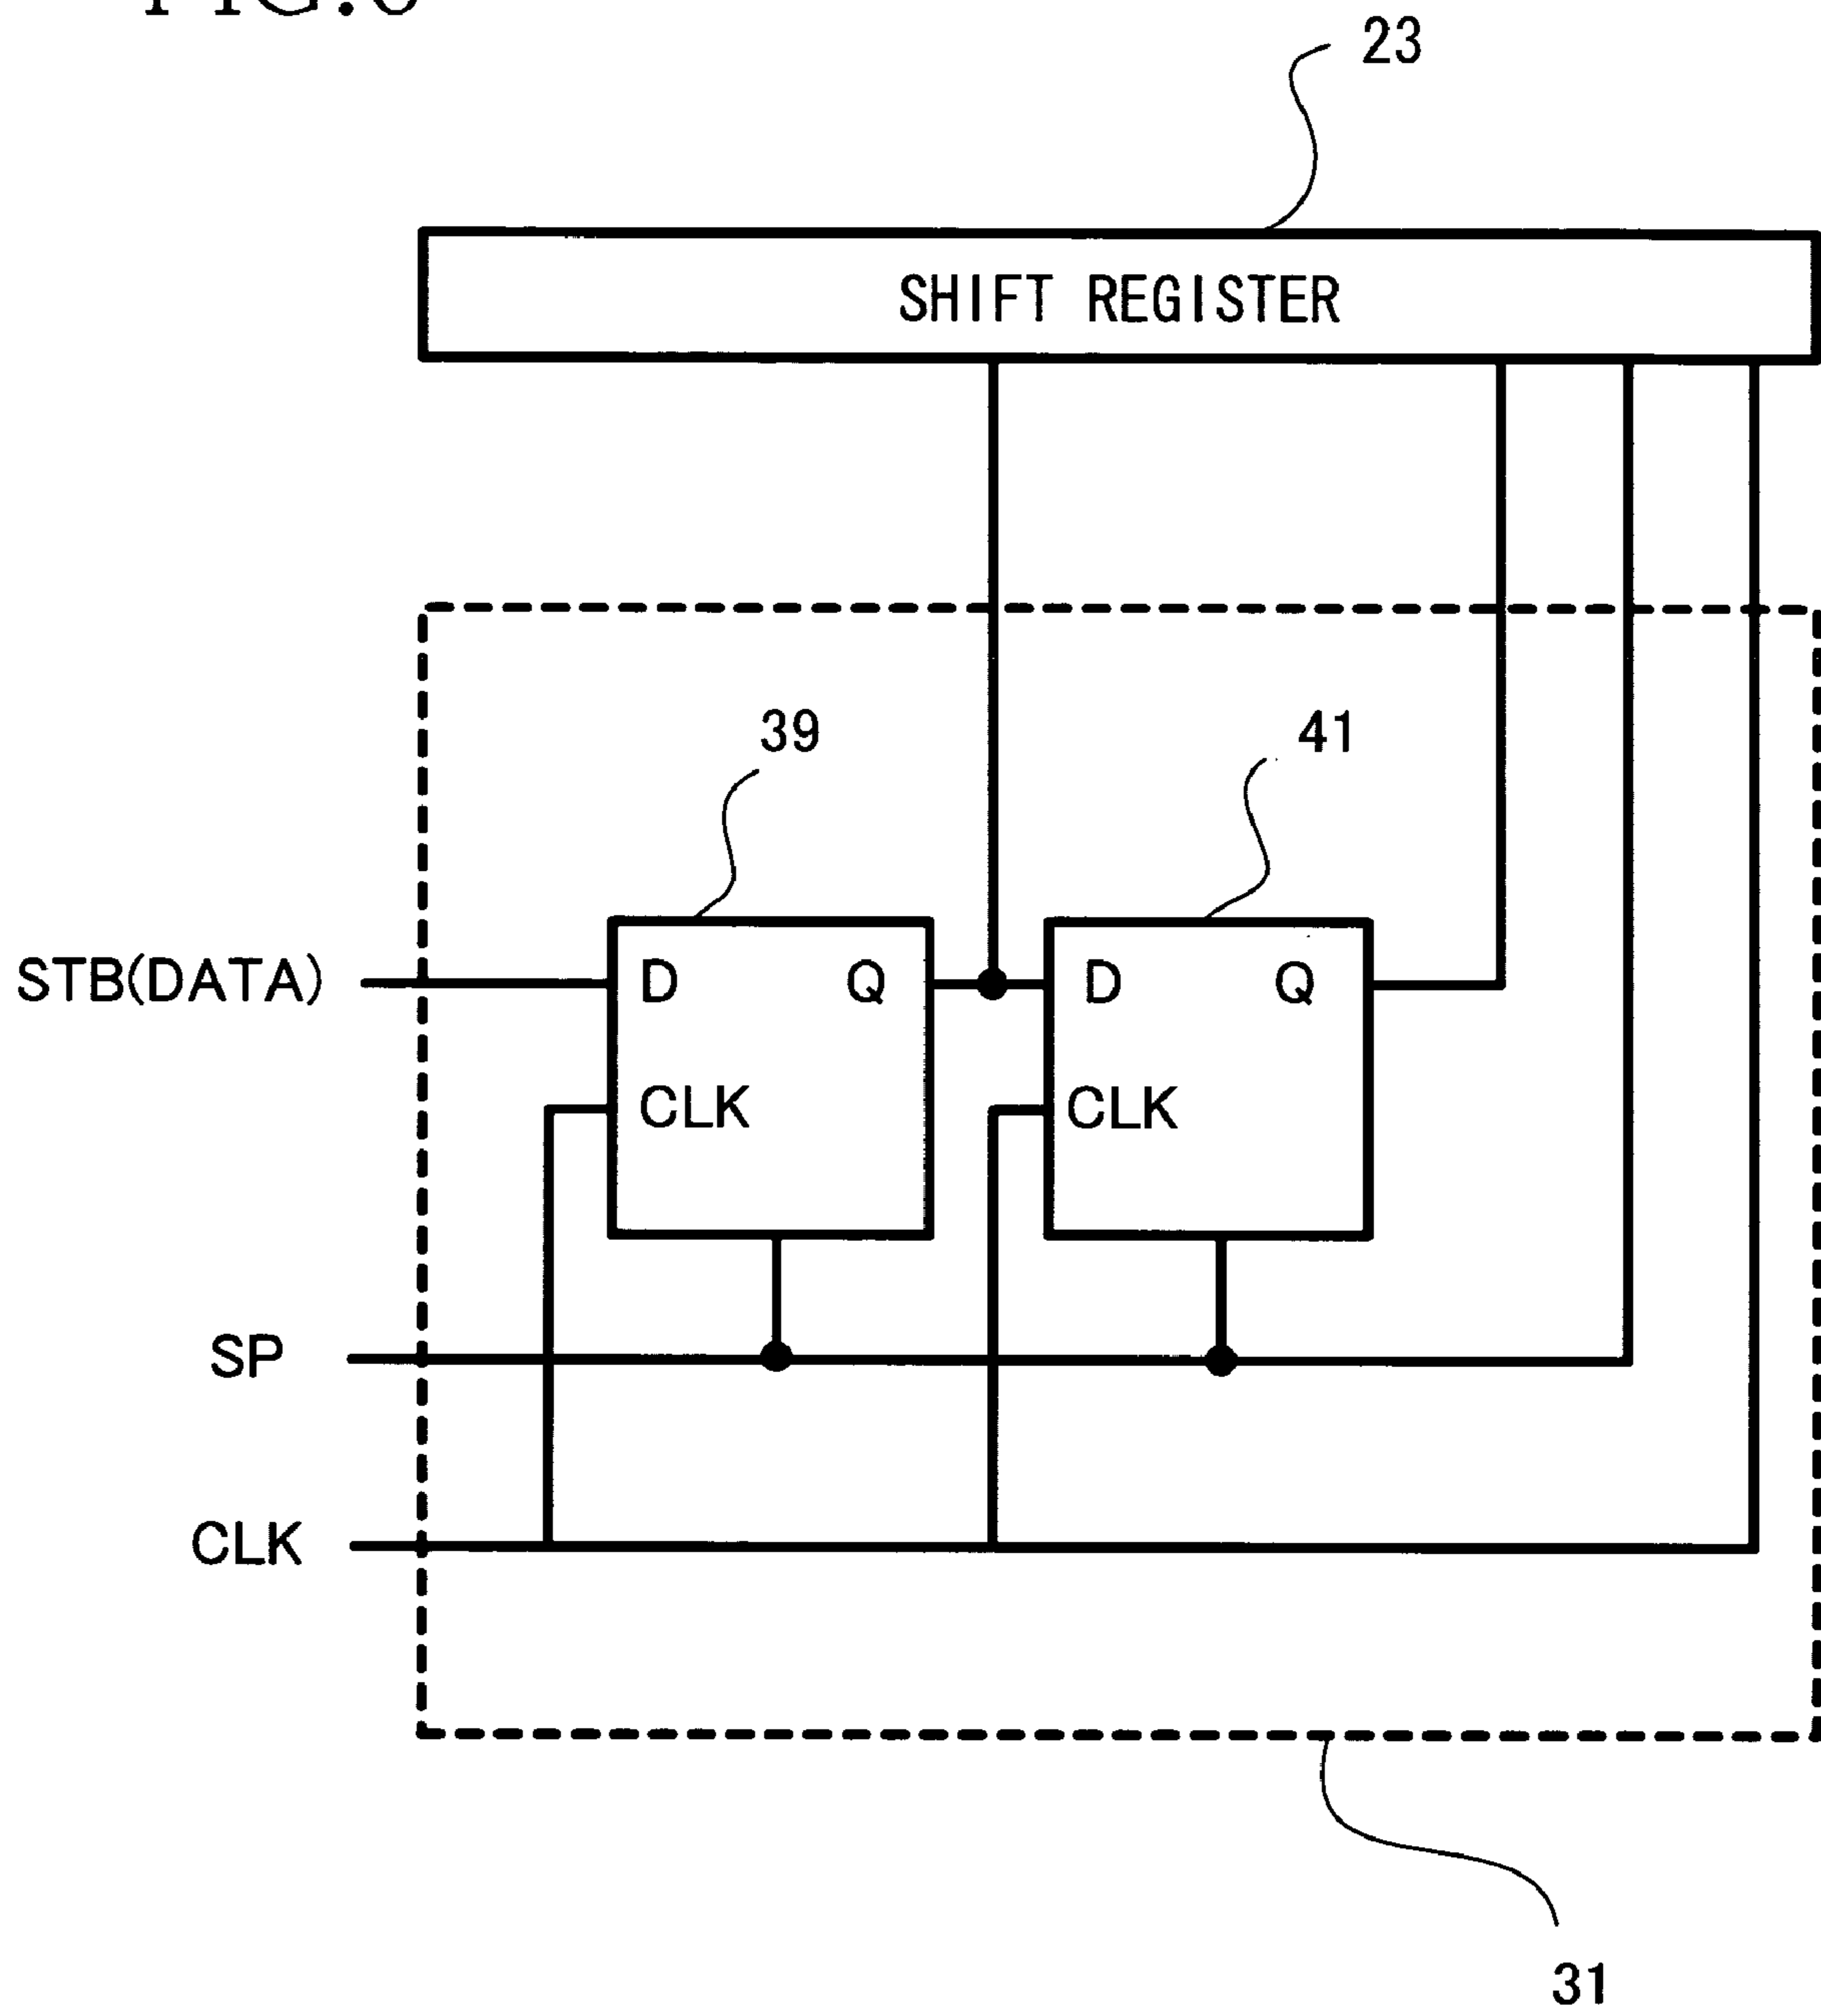 23
SHIFT REGISTER
39
41
STB(DATA)
D
Q
D
Q
CLK
CLK
SP
CLK
31